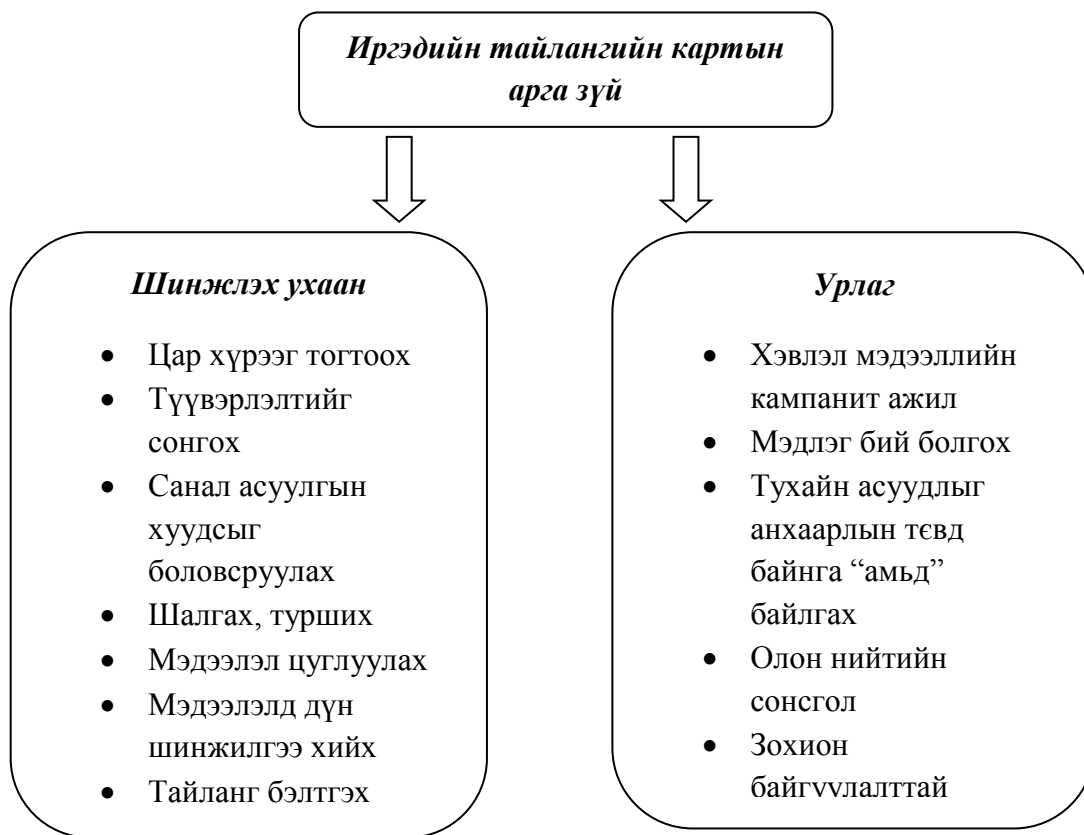 Иргэдийн тайлангийн картын
арга зүй
Шинжлэх ухаан
• Цар хүрээг тогтоох
• Түүвэрлэлтийг
сонгох
• Санал асуулгын
хуудсыг
боловсруулах
• Шалгах, турших
• Мэдээлэл цуглуулах
• Мэдээлэлд дүн
шинжилгээ хийх
• Тайланг бэлтгэх
Урлаг
• Хэвлэл мэдээллийн
кампанит ажил
• Мэдлэг бий болгох
• Тухайн асуудлыг
анхаарлын тєвд
байнга “амьд”
байлгах
• Олон нийтийн
сонсгол
• Зохион
байгууллалттай